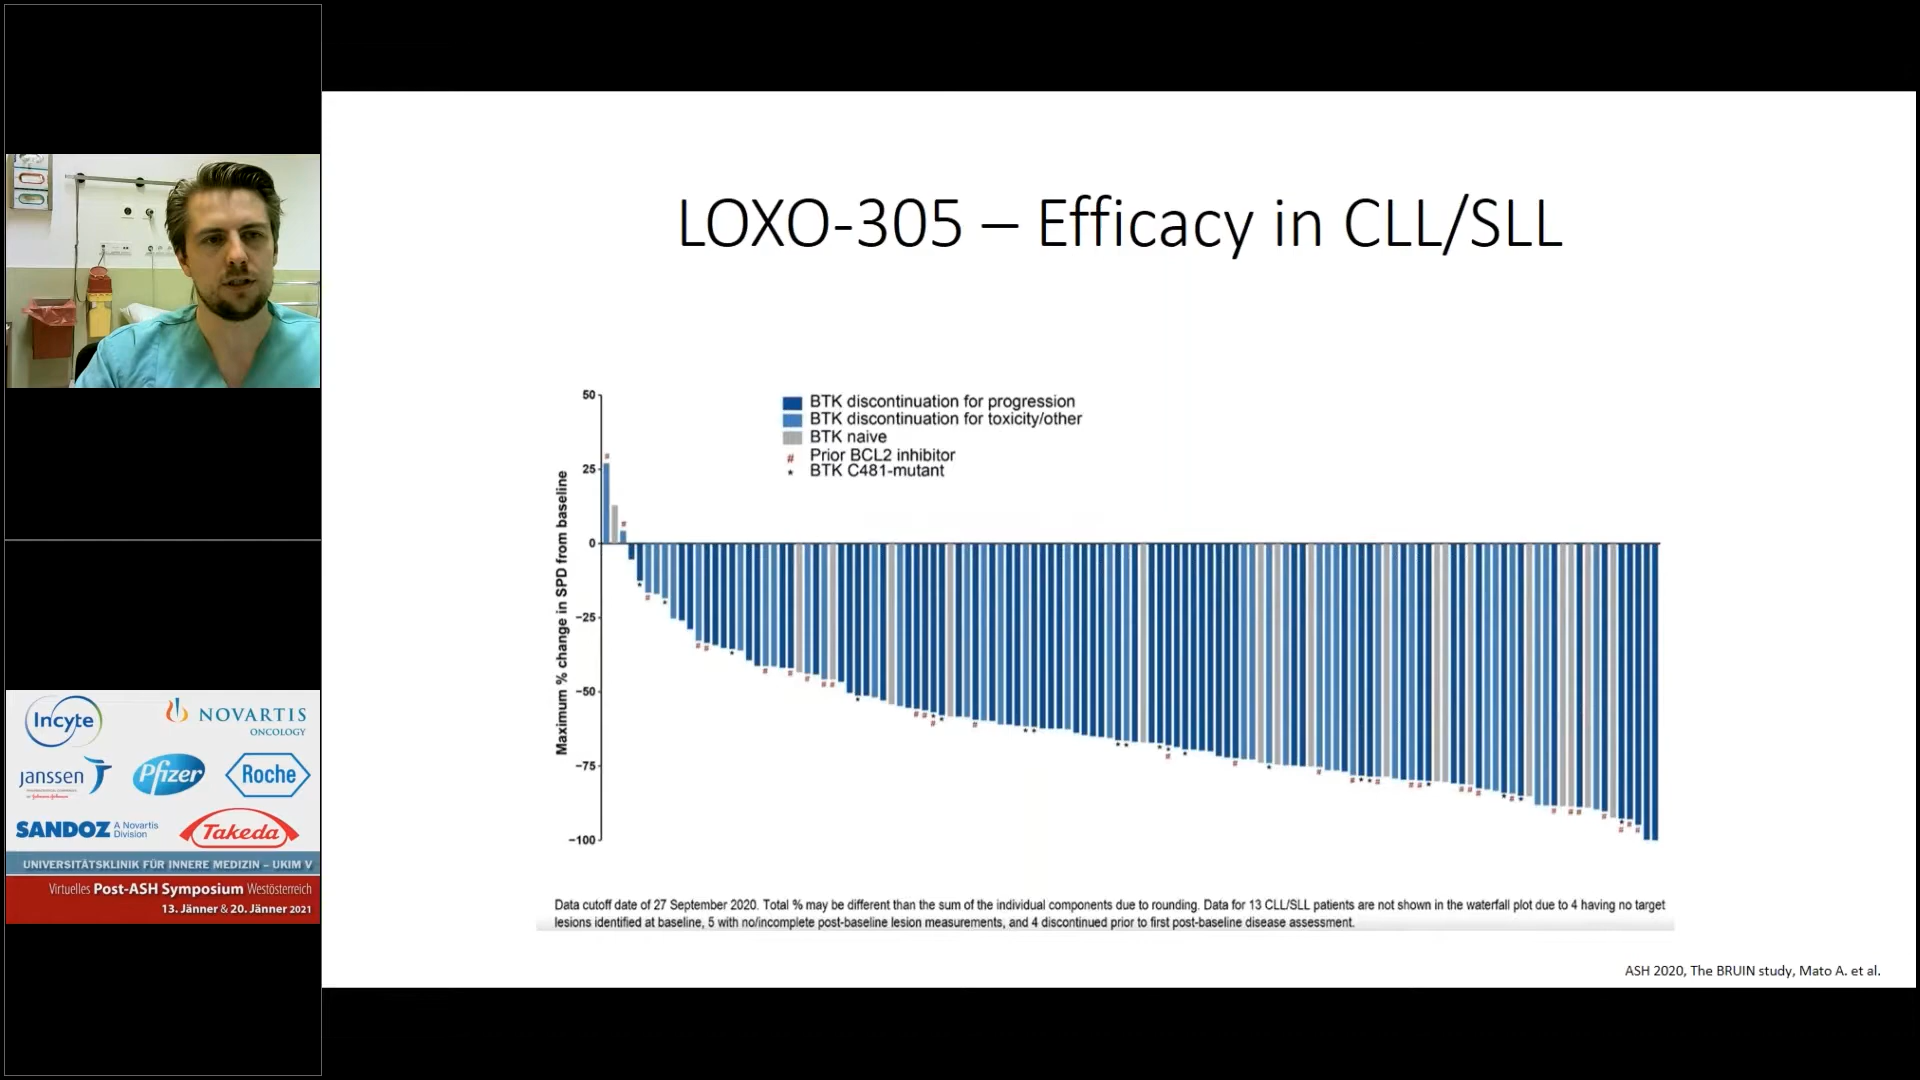 LOXO-305 – Efficacy in CLL/SLL
50
25
0
−25
−50
−75
−100
Maximum % change in SPD from baseline
BTK discontinuation for progression
BTK discontinuation for toxicity/other
BTK naive
# Prior BCL2 inhibitor
* BTK C481-mutant
Data cutoff date of 27 September 2020. Total % may be different than the sum of the individual components due to rounding. Data for 13 CLL/SLL patients are not shown in the waterfall plot due to 4 having no target
lesions identified at baseline, 5 with no/incomplete post-baseline lesion measurements, and 4 discontinued prior to first post-baseline disease assessment.
ASH 2020, The BRUIN study, Mato A. et al.
Incyte
NOVARTIS
ONCOLOGY
janssen
Pfizer
Roche
SANDOZ A Novartis
Division
Takeda
UNIVERSITÄTSKLINIK FÜR INNERE MEDIZIN – UKIM V
Virtuelles Post-ASH Symposium Westösterreich
13. Jänner & 20. Jänner 2021